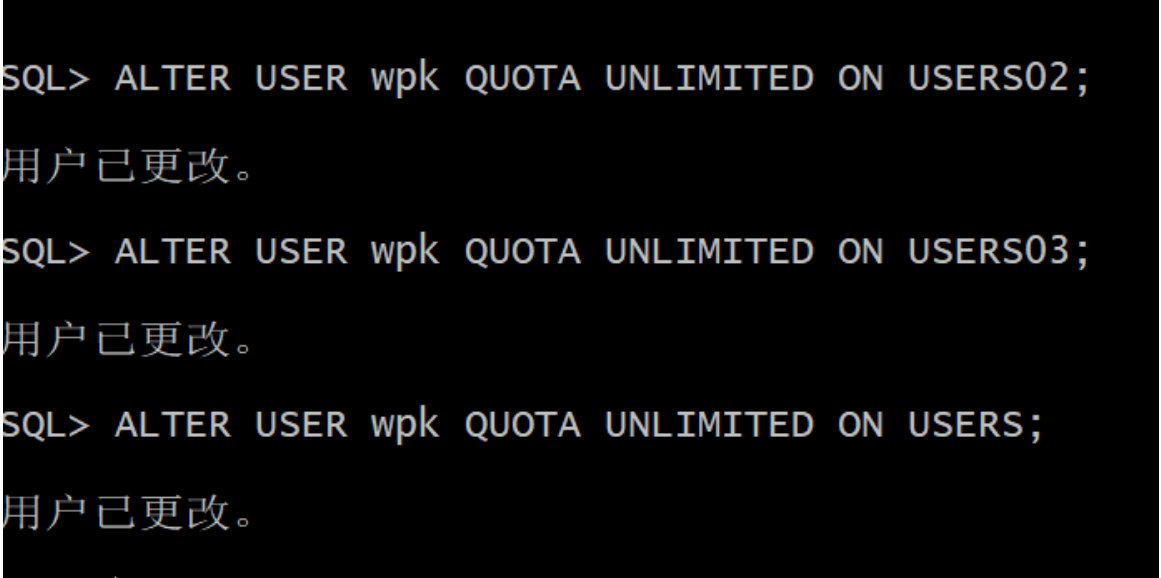 SQL> ALTER USER wpk QUOTA UNLIMITED ON USERS02;
用户已更改。
SQL> ALTER USER wpk QUOTA UNLIMITED ON USERS03;
用户已更改。
SQL> ALTER USER wpk QUOTA UNLIMITED ON USERS;
用户已更改。